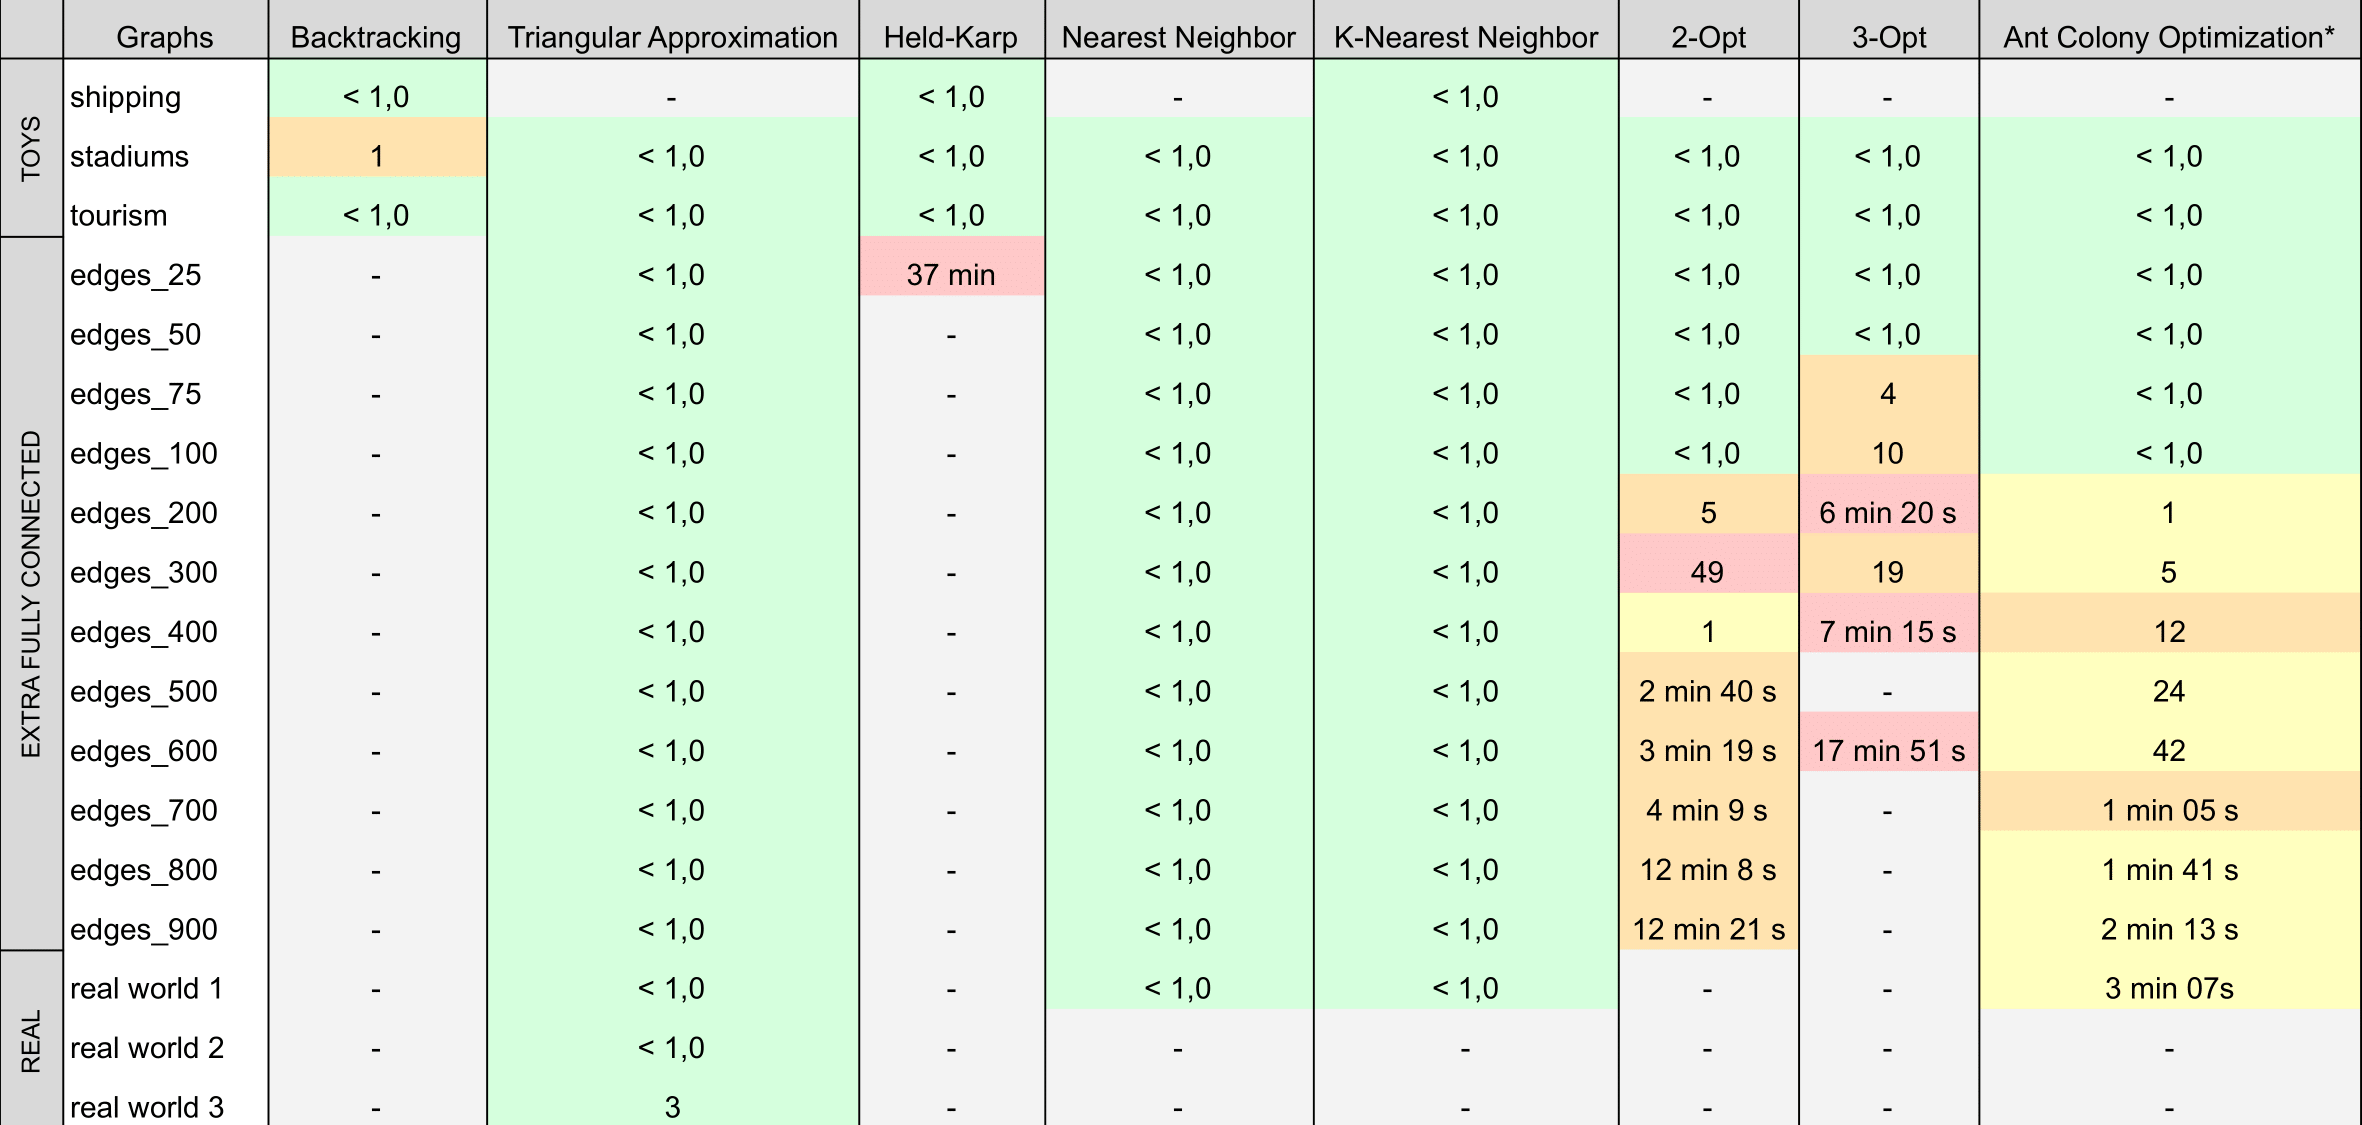 Graphs Backtracking Triangular Approximation Held-Karp Nearest Neighbor K-Nearest Neighbor 2-Opt 3-Opt Ant Colony Optimization*
TOYS
shipping < 1,0 - < 1,0 - < 1,0 - - -
stadiums 1 < 1,0 < 1,0 < 1,0 < 1,0 < 1,0 < 1,0 < 1,0
tourism < 1,0 < 1,0 < 1,0 < 1,0 < 1,0 < 1,0 < 1,0 < 1,0
EXTRA FULLY CONNECTED
edges_25 - < 1,0 37 min < 1,0 < 1,0 < 1,0 < 1,0 < 1,0
edges_50 - < 1,0 - < 1,0 < 1,0 < 1,0 < 1,0 < 1,0
edges_75 - < 1,0 - < 1,0 < 1,0 < 1,0 4 < 1,0
edges_100 - < 1,0 - < 1,0 < 1,0 < 1,0 10 < 1,0
edges_200 - < 1,0 - < 1,0 < 1,0 5 6 min 20 s 1
edges_300 - < 1,0 - < 1,0 < 1,0 49 19 5
edges_400 - < 1,0 - < 1,0 < 1,0 1 7 min 15 s 12
edges_500 - < 1,0 - < 1,0 < 1,0 2 min 40 s - 24
edges_600 - < 1,0 - < 1,0 < 1,0 3 min 19 s 17 min 51 s 42
edges_700 - < 1,0 - < 1,0 < 1,0 4 min 9 s - 1 min 05 s
edges_800 - < 1,0 - < 1,0 < 1,0 12 min 8 s - 1 min 41 s
edges_900 - < 1,0 - < 1,0 < 1,0 12 min 21 s - 2 min 13 s
REAL
real world 1 - < 1,0 - < 1,0 < 1,0 - - 3 min 07s
real world 2 - < 1,0 - - - - - -
real world 3 - 3 - - - - - -